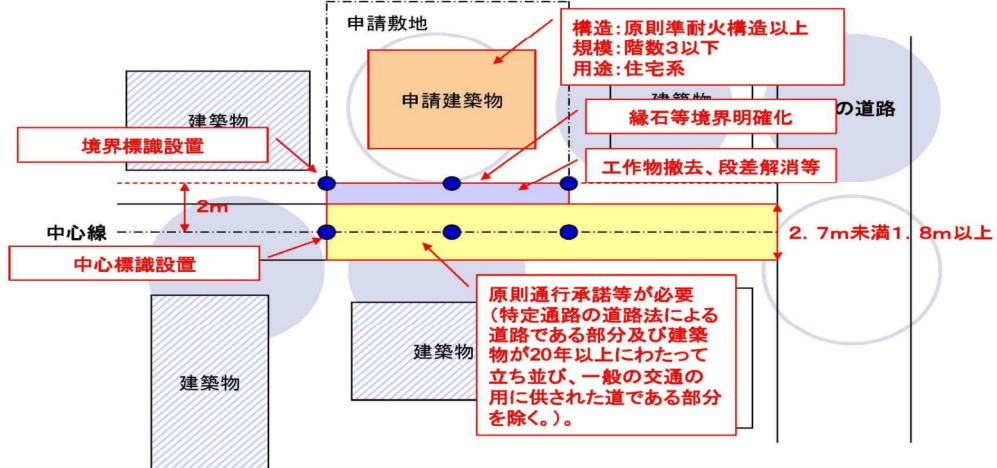 申請敷地
構造：原則準耐火構造以上
規模：階数３以下
用途：住宅系
申請建築物
建築物
建築物
の道路
縁石等境界明確化
境界標識設置
工作物撤去、段差解消等
2m
中心線
２．７ｍ未満１．８ｍ以上
中心標識設置
原則通行承諾等が必要
（特定通路の道路法による
道路である部分及び建築
物が20年以上にわたって
立ち並び、一般の交通の
用に供された道である部分
を除く。）。
建築物
建築物